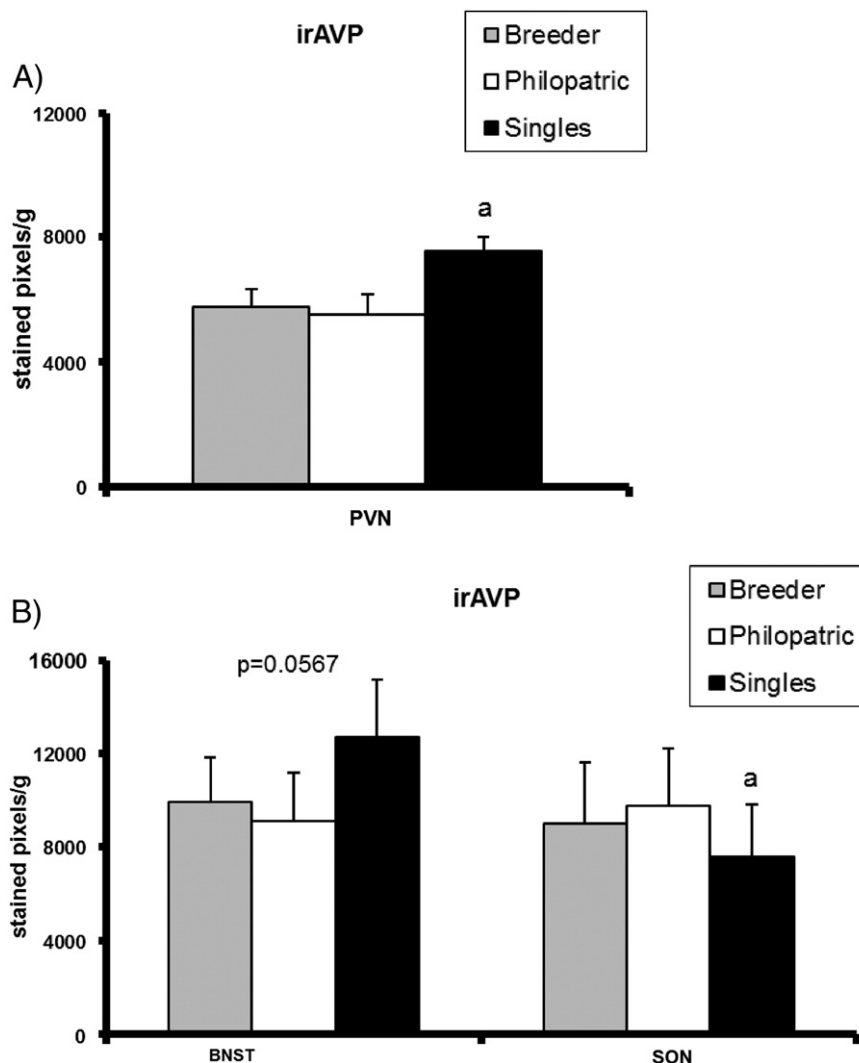 irAVP
Breeder
Philopatric
Singles
A)
12000
8000
4000
0
stained pixels/g
a
PVN
irAVP
Breeder
Philopatric
Singles
B)
16000
12000
8000
4000
0
stained pixels/g
p=0.0567
a
BNST
SON